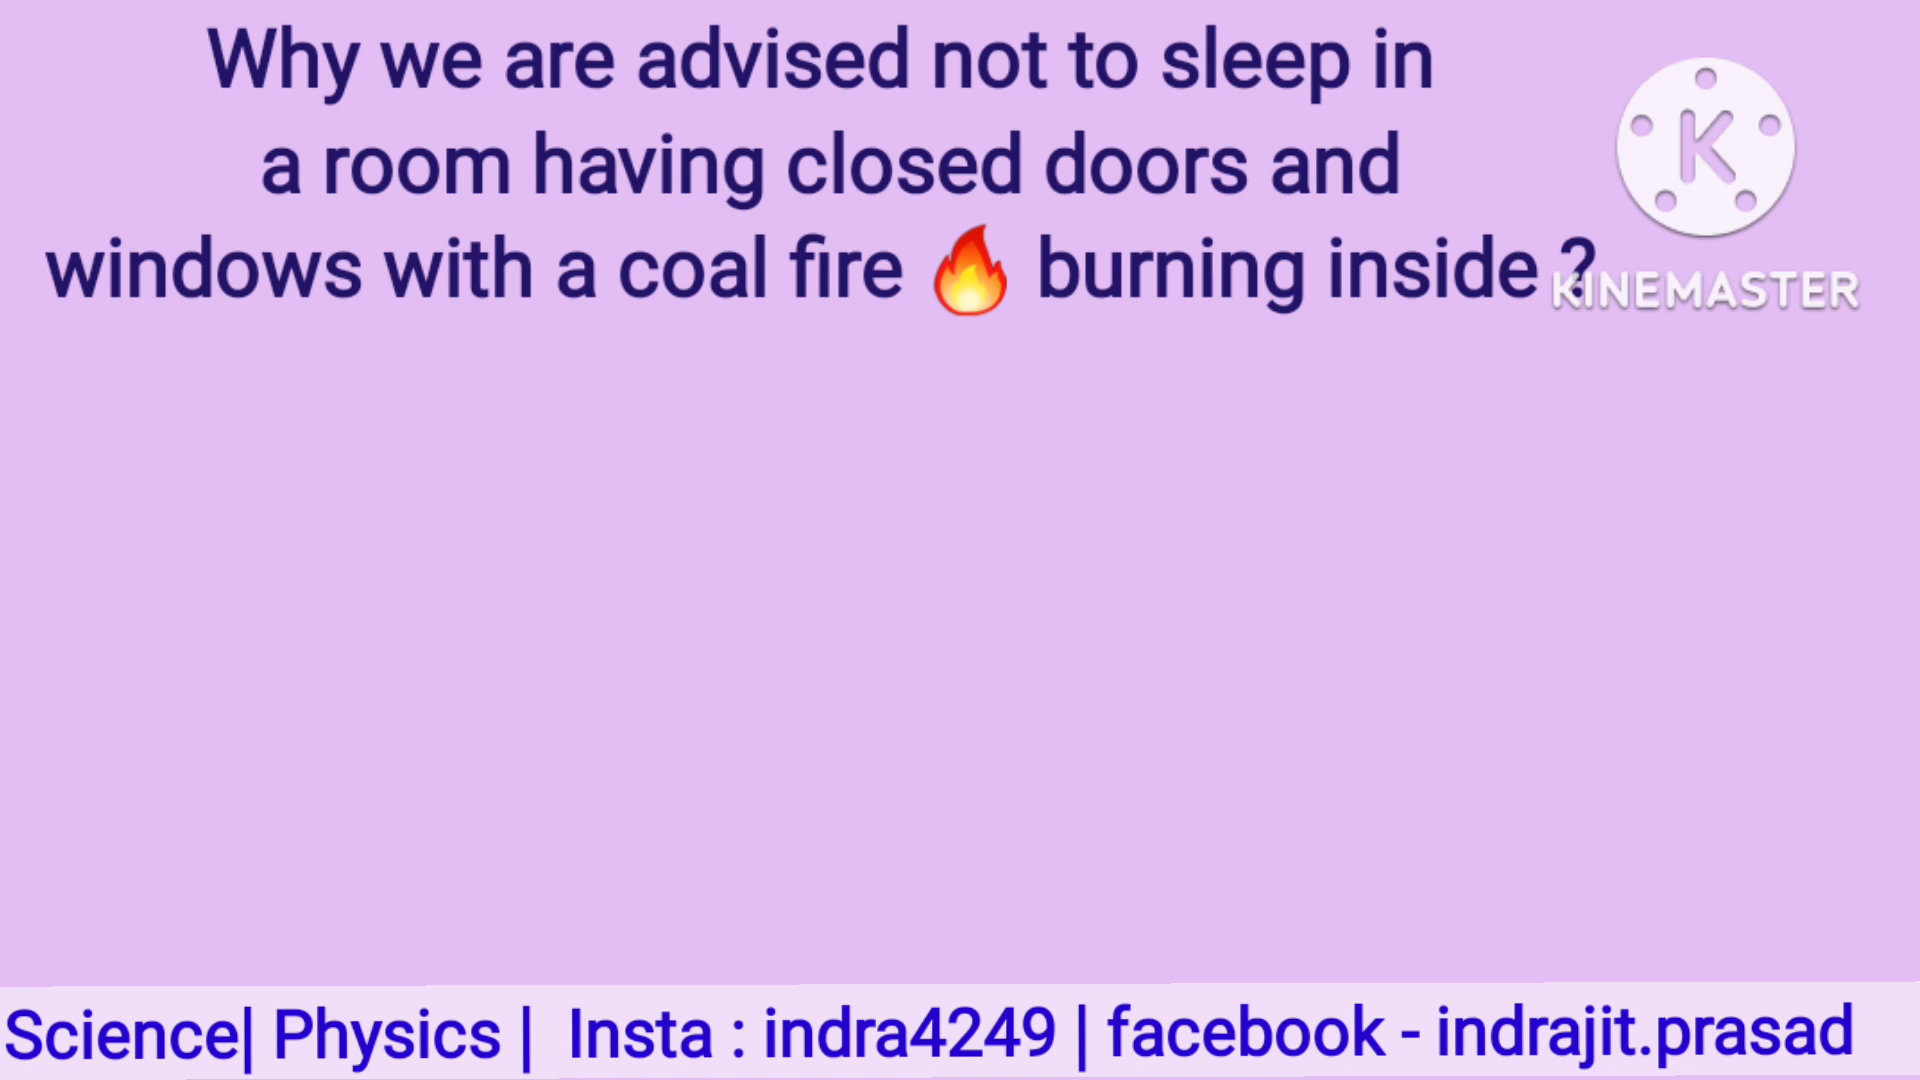 Why we are advised not to sleep in
a room having closed doors and
windows with a coal fire 🔥 burning inside ?
K
KINEMASTER
Science| Physics | Insta : indra4249 | facebook - indrajit.prasad